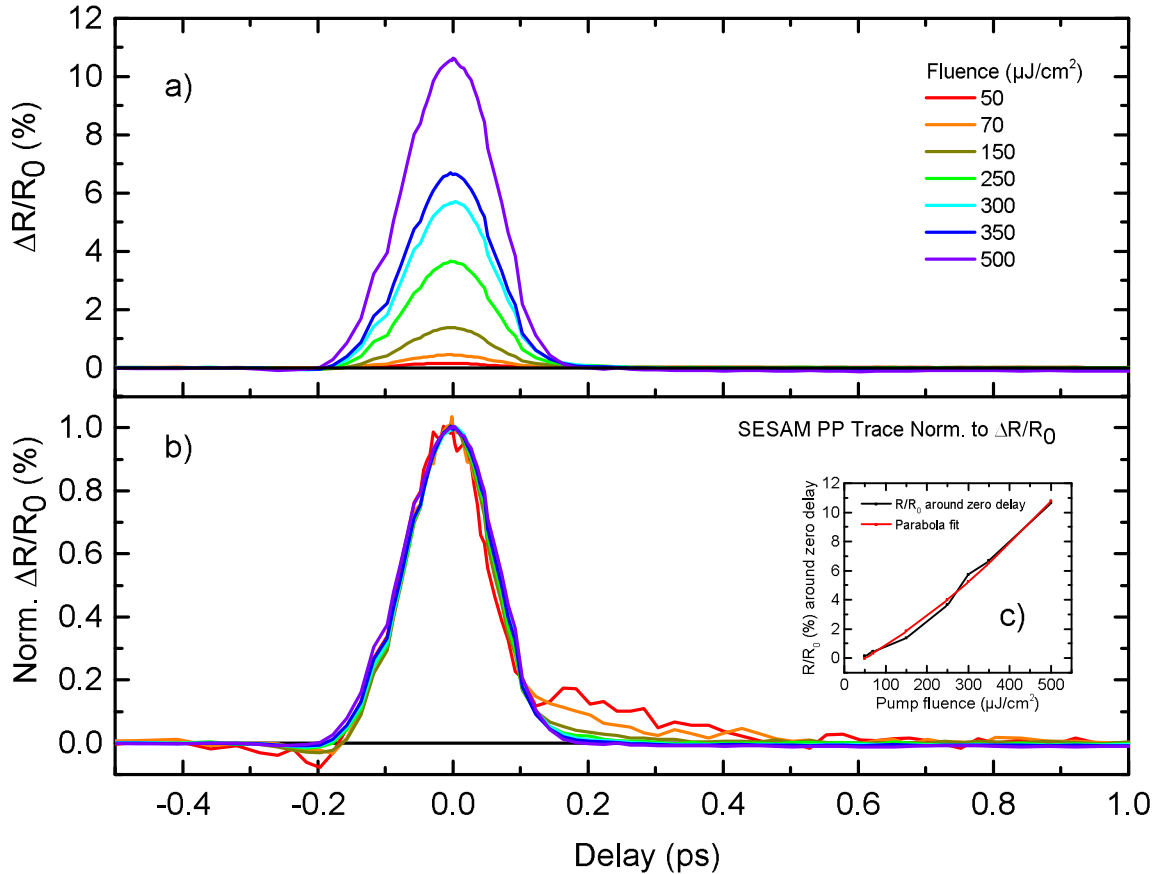 12
10
8
6
4
2
0
ΔR/R0 (%)
a)
Fluence (µJ/cm2)
50
70
150
250
300
350
500
1.0
0.8
0.6
0.4
0.2
0.0
Norm. ΔR/R0 (%)
b)
SESAM PP Trace Norm. to ΔR/R0
12
10
8
6
4
2
0
R/R0 (%) around zero delay
R/R0 around zero delay
Parabola fit
c)
0 100 200 300 400 500
Pump fluence (µJ/cm2)
-0.4 -0.2 0.0 0.2 0.4 0.6 0.8 1.0
Delay (ps)